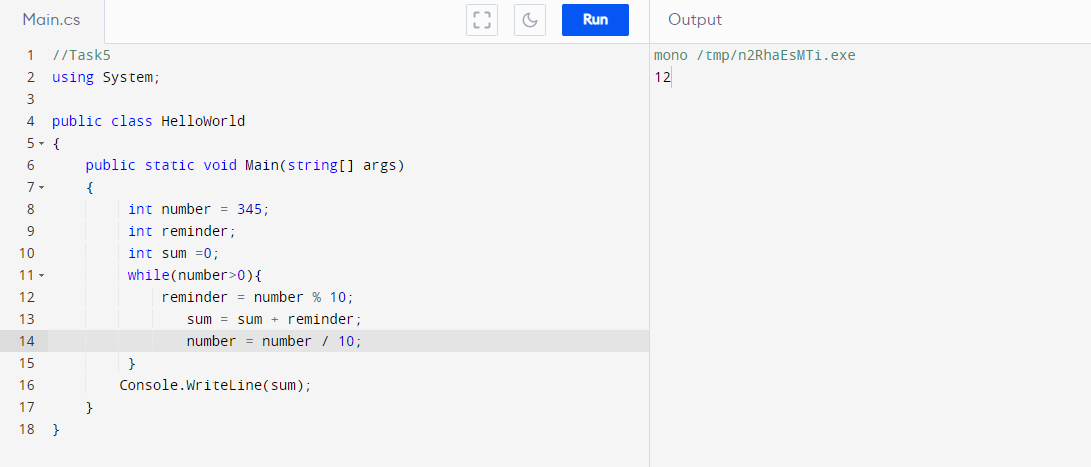 Main.cs
Run
Output
1 //Task5
2 using System;
3
4 public class HelloWorld
5 {
6 public static void Main(string[] args)
7 {
8 int number = 345;
9 int reminder;
10 int sum =0;
11 while(number>0){
12 reminder = number % 10;
13 sum = sum + reminder;
14 number = number / 10;
15 }
16 Console.WriteLine(sum);
17 }
18 }
mono /tmp/n2RhaEsMTi.exe
12